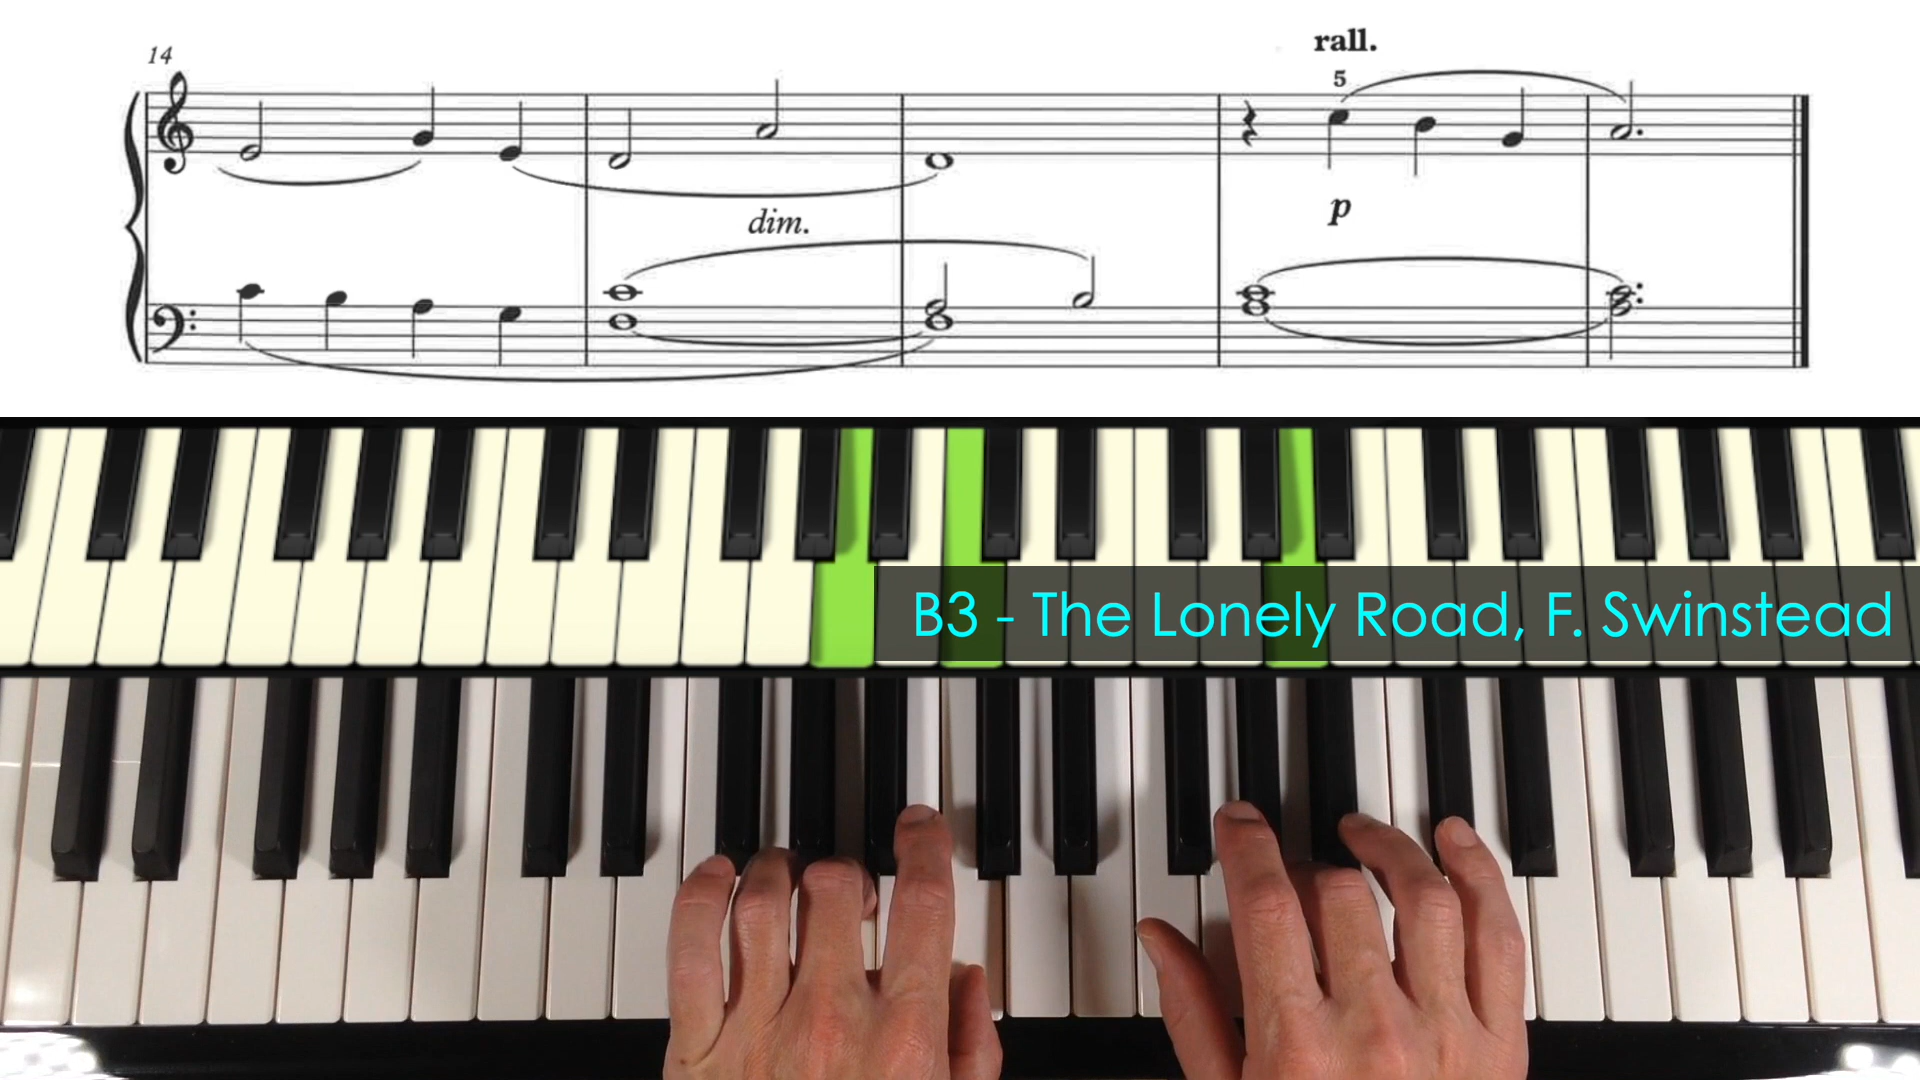 14
rall.
5
dim.
p
B3 - The Lonely Road, F. Swinstead